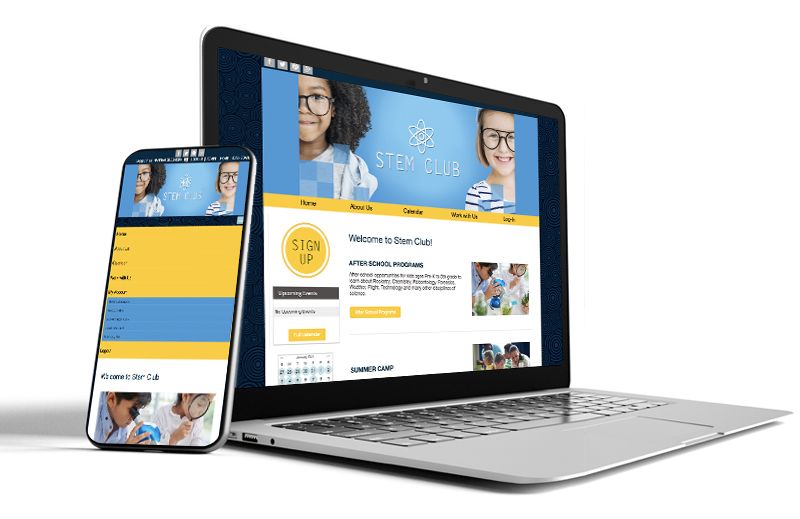 STEM CLUB
Home
About Us
Calendar
Work with Us
Log-In
SIGN
UP
Welcome to Stem Club!
AFTER SCHOOL PROGRAMS
After school opportunities for kids ages Pre-K to 5th grade to
learn about Rocketry, Chemistry, Paleontology, Forensics,
Weather, Flight, Technology and many other disciplines of
science.
After School Programs
Upcoming Events
No Upcoming Events
Full Calendar
SUMMER CAMP
STEM CLUB
Home
About Us
Calendar
Work with Us
My Account
Logout
Welcome to Stem Club